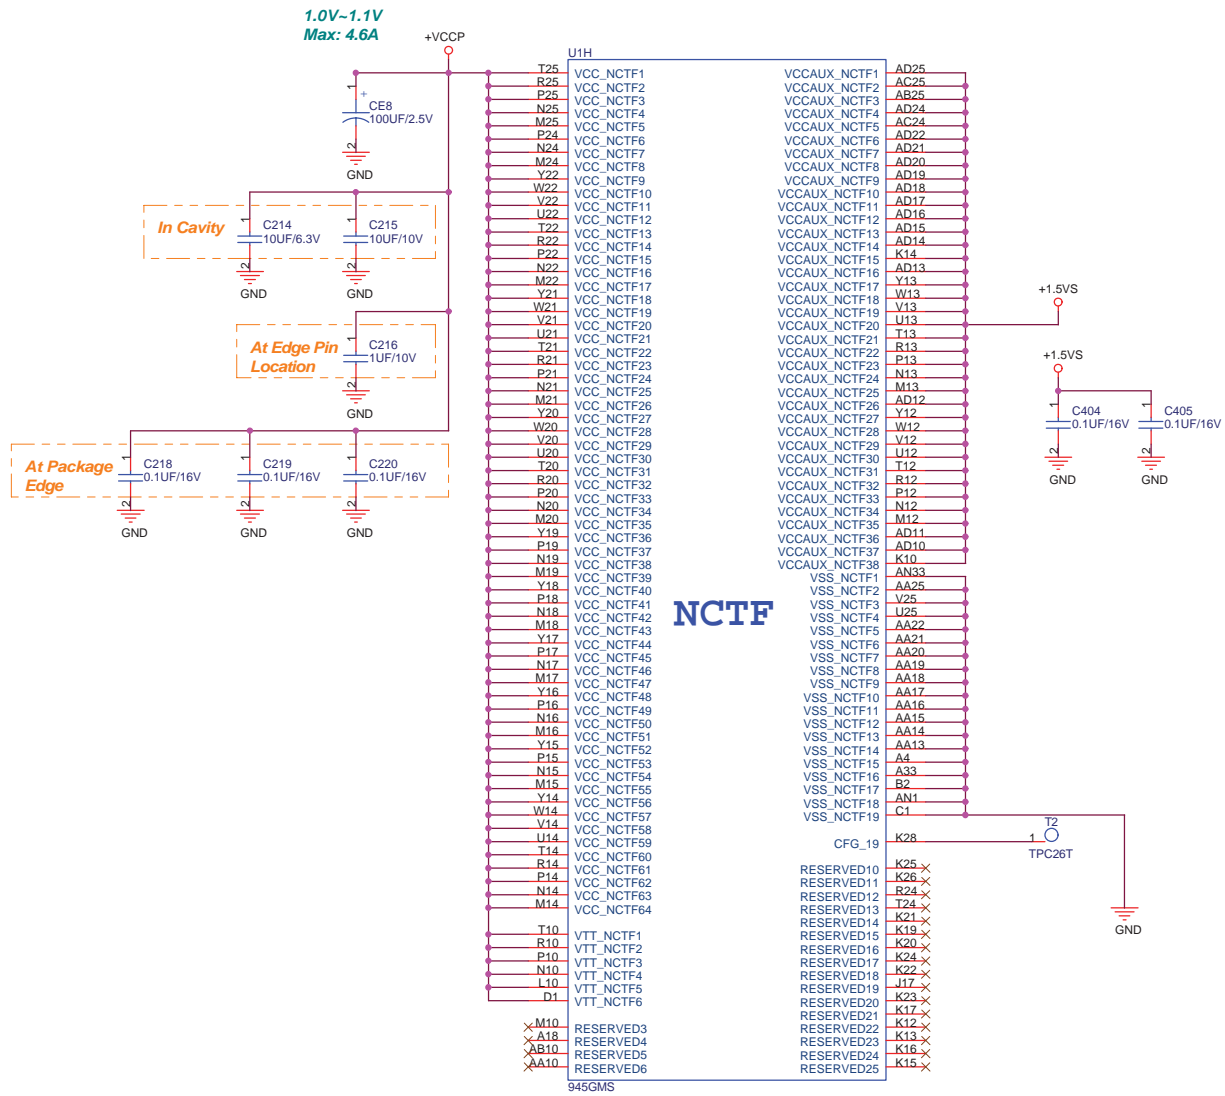 1.0V~1.1V
Max: 4.6A
+VCCP
1
+
CE8
100UF/2.5V
2
GND
In Cavity
1
C214
10UF/6.3V
2
GND
1
C215
10UF/10V
2
GND
At Edge Pin
Location
1
C216
1UF/10V
2
GND
At Package
Edge
1
C218
0.1UF/16V
2
GND
1
C219
0.1UF/16V
2
GND
1
C220
0.1UF/16V
2
GND
U1H
T25 VCC_NCTF1
R25 VCC_NCTF2
P25 VCC_NCTF3
N25 VCC_NCTF4
M25 VCC_NCTF5
P24 VCC_NCTF6
N24 VCC_NCTF7
M24 VCC_NCTF8
Y22 VCC_NCTF9
W22 VCC_NCTF10
V22 VCC_NCTF11
U22 VCC_NCTF12
T22 VCC_NCTF13
R22 VCC_NCTF14
P22 VCC_NCTF15
N22 VCC_NCTF16
M22 VCC_NCTF17
Y21 VCC_NCTF18
W21 VCC_NCTF19
V21 VCC_NCTF20
U21 VCC_NCTF21
T21 VCC_NCTF22
R21 VCC_NCTF23
P21 VCC_NCTF24
N21 VCC_NCTF25
M21 VCC_NCTF26
Y20 VCC_NCTF27
W20 VCC_NCTF28
V20 VCC_NCTF29
U20 VCC_NCTF30
T20 VCC_NCTF31
R20 VCC_NCTF32
P20 VCC_NCTF33
N20 VCC_NCTF34
M20 VCC_NCTF35
Y19 VCC_NCTF36
P19 VCC_NCTF37
N19 VCC_NCTF38
M19 VCC_NCTF39
Y18 VCC_NCTF40
P18 VCC_NCTF41
N18 VCC_NCTF42
M18 VCC_NCTF43
Y17 VCC_NCTF44
P17 VCC_NCTF45
N17 VCC_NCTF46
M17 VCC_NCTF47
Y16 VCC_NCTF48
P16 VCC_NCTF49
N16 VCC_NCTF50
M16 VCC_NCTF51
Y15 VCC_NCTF52
P15 VCC_NCTF53
N15 VCC_NCTF54
M15 VCC_NCTF55
Y14 VCC_NCTF56
W14 VCC_NCTF57
V14 VCC_NCTF58
U14 VCC_NCTF59
T14 VCC_NCTF60
R14 VCC_NCTF61
P14 VCC_NCTF62
N14 VCC_NCTF63
M14 VCC_NCTF64
T10 VTT_NCTF1
R10 VTT_NCTF2
P10 VTT_NCTF3
N10 VTT_NCTF4
L10 VTT_NCTF5
D1 VTT_NCTF6
M10 RESERVED3
A18 RESERVED4
AB10 RESERVED5
AA10 RESERVED6
945GMS
NCTF
VCCAUX_NCTF1 AD25
VCCAUX_NCTF2 AC25
VCCAUX_NCTF3 AB25
VCCAUX_NCTF4 AD24
VCCAUX_NCTF5 AC24
VCCAUX_NCTF6 AD22
VCCAUX_NCTF7 AD21
VCCAUX_NCTF8 AD20
VCCAUX_NCTF9 AD19
VCCAUX_NCTF10 AD18
VCCAUX_NCTF11 AD17
VCCAUX_NCTF12 AD16
VCCAUX_NCTF13 AD15
VCCAUX_NCTF14 AD14
VCCAUX_NCTF15 K14
VCCAUX_NCTF16 AD13
VCCAUX_NCTF17 Y13
VCCAUX_NCTF18 W13
VCCAUX_NCTF19 V13
VCCAUX_NCTF20 U13
VCCAUX_NCTF21 T13
VCCAUX_NCTF22 R13
VCCAUX_NCTF23 P13
VCCAUX_NCTF24 N13
VCCAUX_NCTF25 M13
VCCAUX_NCTF26 AD12
VCCAUX_NCTF27 Y12
VCCAUX_NCTF28 W12
VCCAUX_NCTF29 V12
VCCAUX_NCTF30 U12
VCCAUX_NCTF31 T12
VCCAUX_NCTF32 R12
VCCAUX_NCTF33 P12
VCCAUX_NCTF34 N12
VCCAUX_NCTF35 M12
VCCAUX_NCTF36 AD11
VCCAUX_NCTF37 AD10
VCCAUX_NCTF38 K10
VSS_NCTF1 AN33
VSS_NCTF2 AA25
VSS_NCTF3 V25
VSS_NCTF4 U25
VSS_NCTF5 AA22
VSS_NCTF6 AA21
VSS_NCTF7 AA20
VSS_NCTF8 AA19
VSS_NCTF9 AA18
VSS_NCTF10 AA17
VSS_NCTF11 AA16
VSS_NCTF12 AA15
VSS_NCTF13 AA14
VSS_NCTF14 AA13
VSS_NCTF15 A4
VSS_NCTF16 A33
VSS_NCTF17 B2
VSS_NCTF18 AN1
VSS_NCTF19 C1
CFG_19 K28
RESERVED10 K25
RESERVED11 K26
RESERVED12 R24
RESERVED13 T24
RESERVED14 K21
RESERVED15 K19
RESERVED16 K20
RESERVED17 K24
RESERVED18 K22
RESERVED19 J17
RESERVED20 K23
RESERVED21 K17
RESERVED22 K12
RESERVED23 K13
RESERVED24 K16
RESERVED25 K15
+1.5VS
+1.5VS
1
C404
0.1UF/16V
2
GND
1
C405
0.1UF/16V
2
GND
T2
1
TPC26T
GND